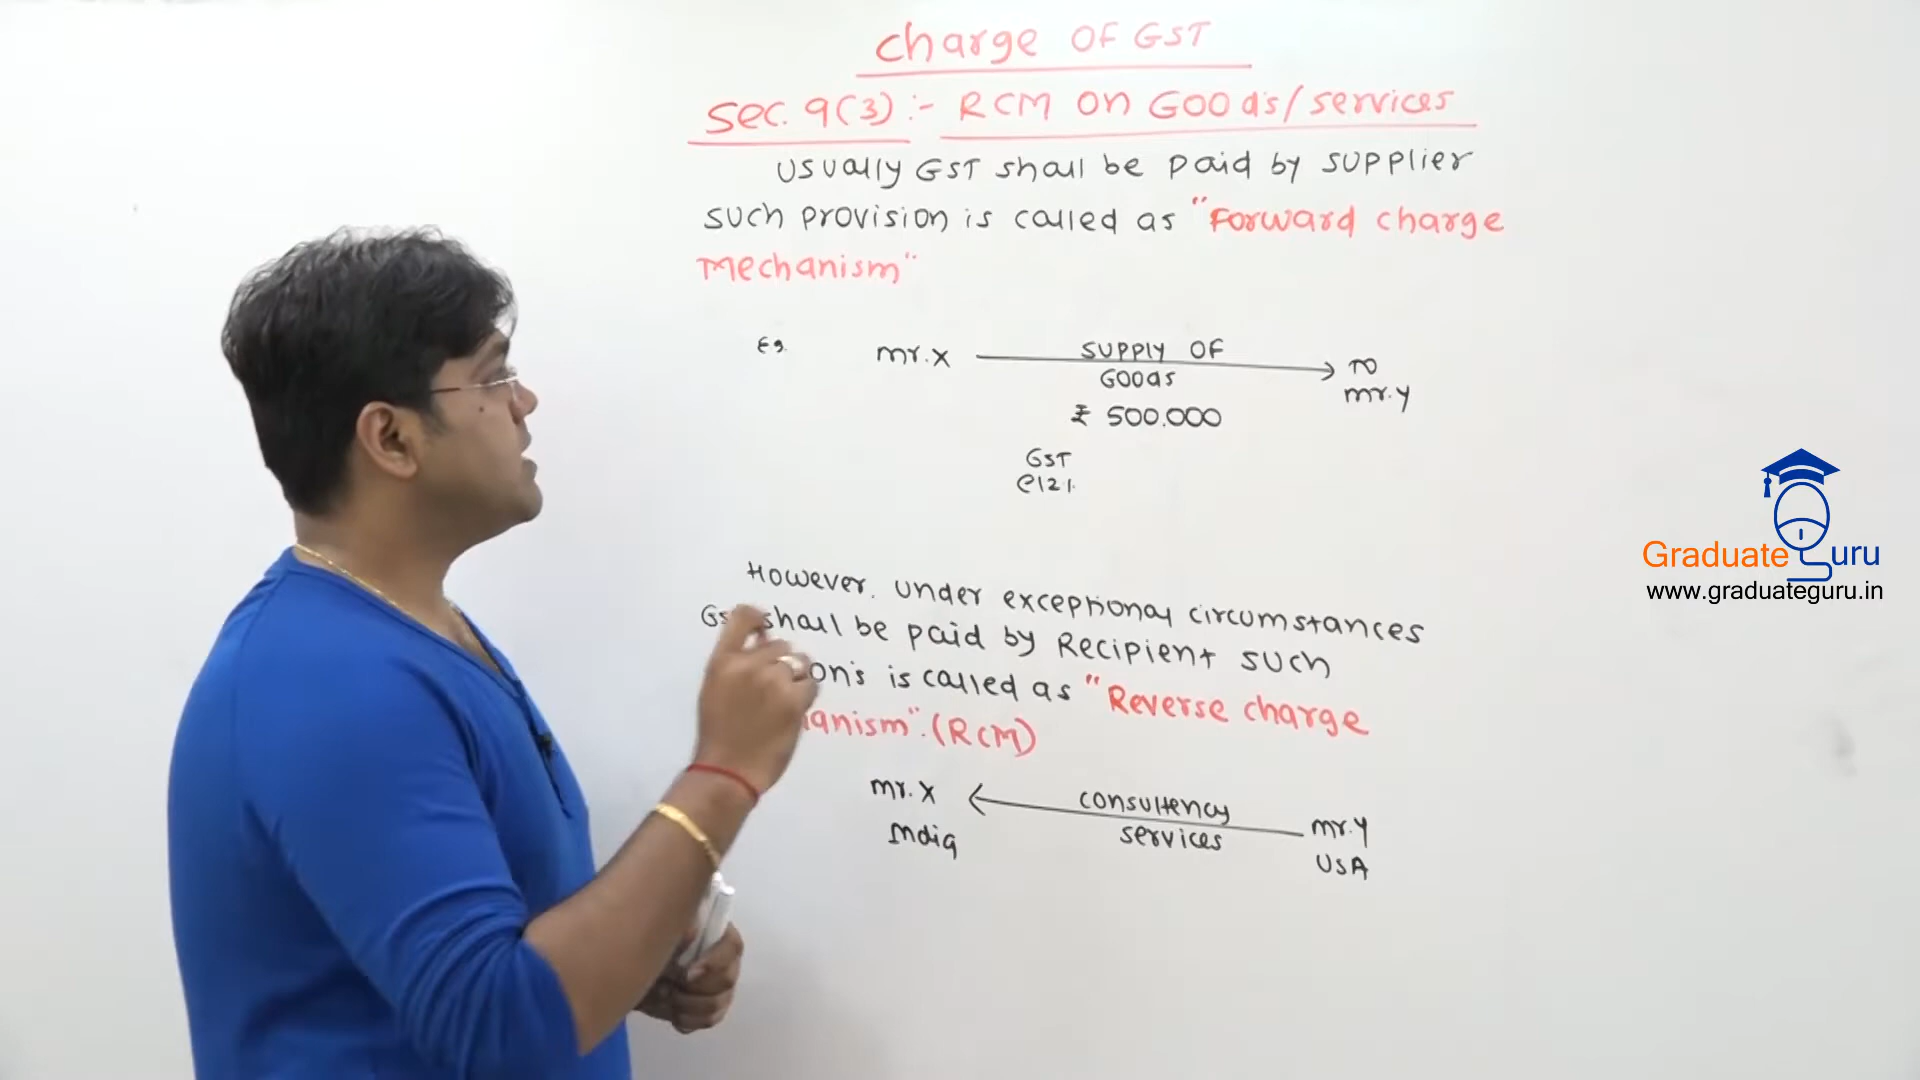 Charge OF GST
Sec. 9(3) :- RCM on Goods/services
Usually GST shall be paid by supplier
such provision is called as "Forward charge
Mechanism"
Eg. Mr. X Supply OF Goods To Mr. Y
₹ 500.000
GST
@12%
However. under exceptional circumstances
shall be paid by Recipient such
is called as "Reverse charge
(RCM)
Mr. X Consultency Services Mr. Y
India USA
Graduate Guru
www.graduateguru.in